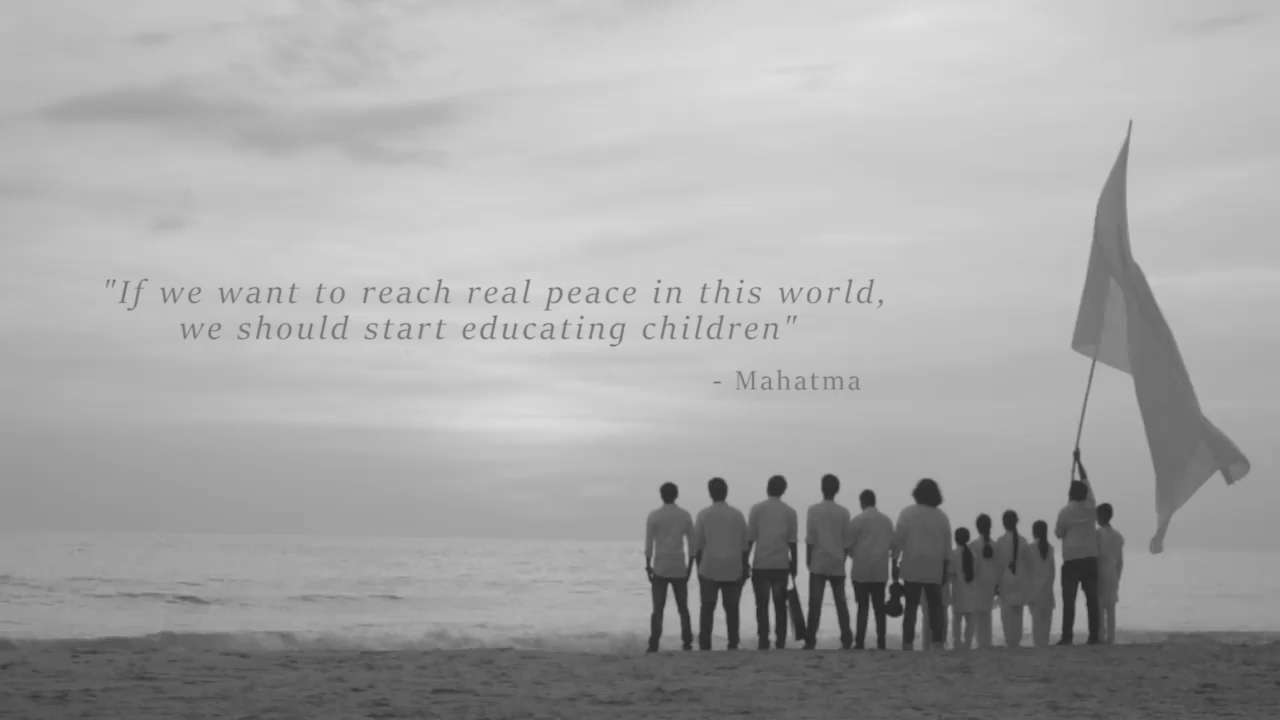 "If we want to reach real peace in this world,
we should start educating children"
- Mahatma